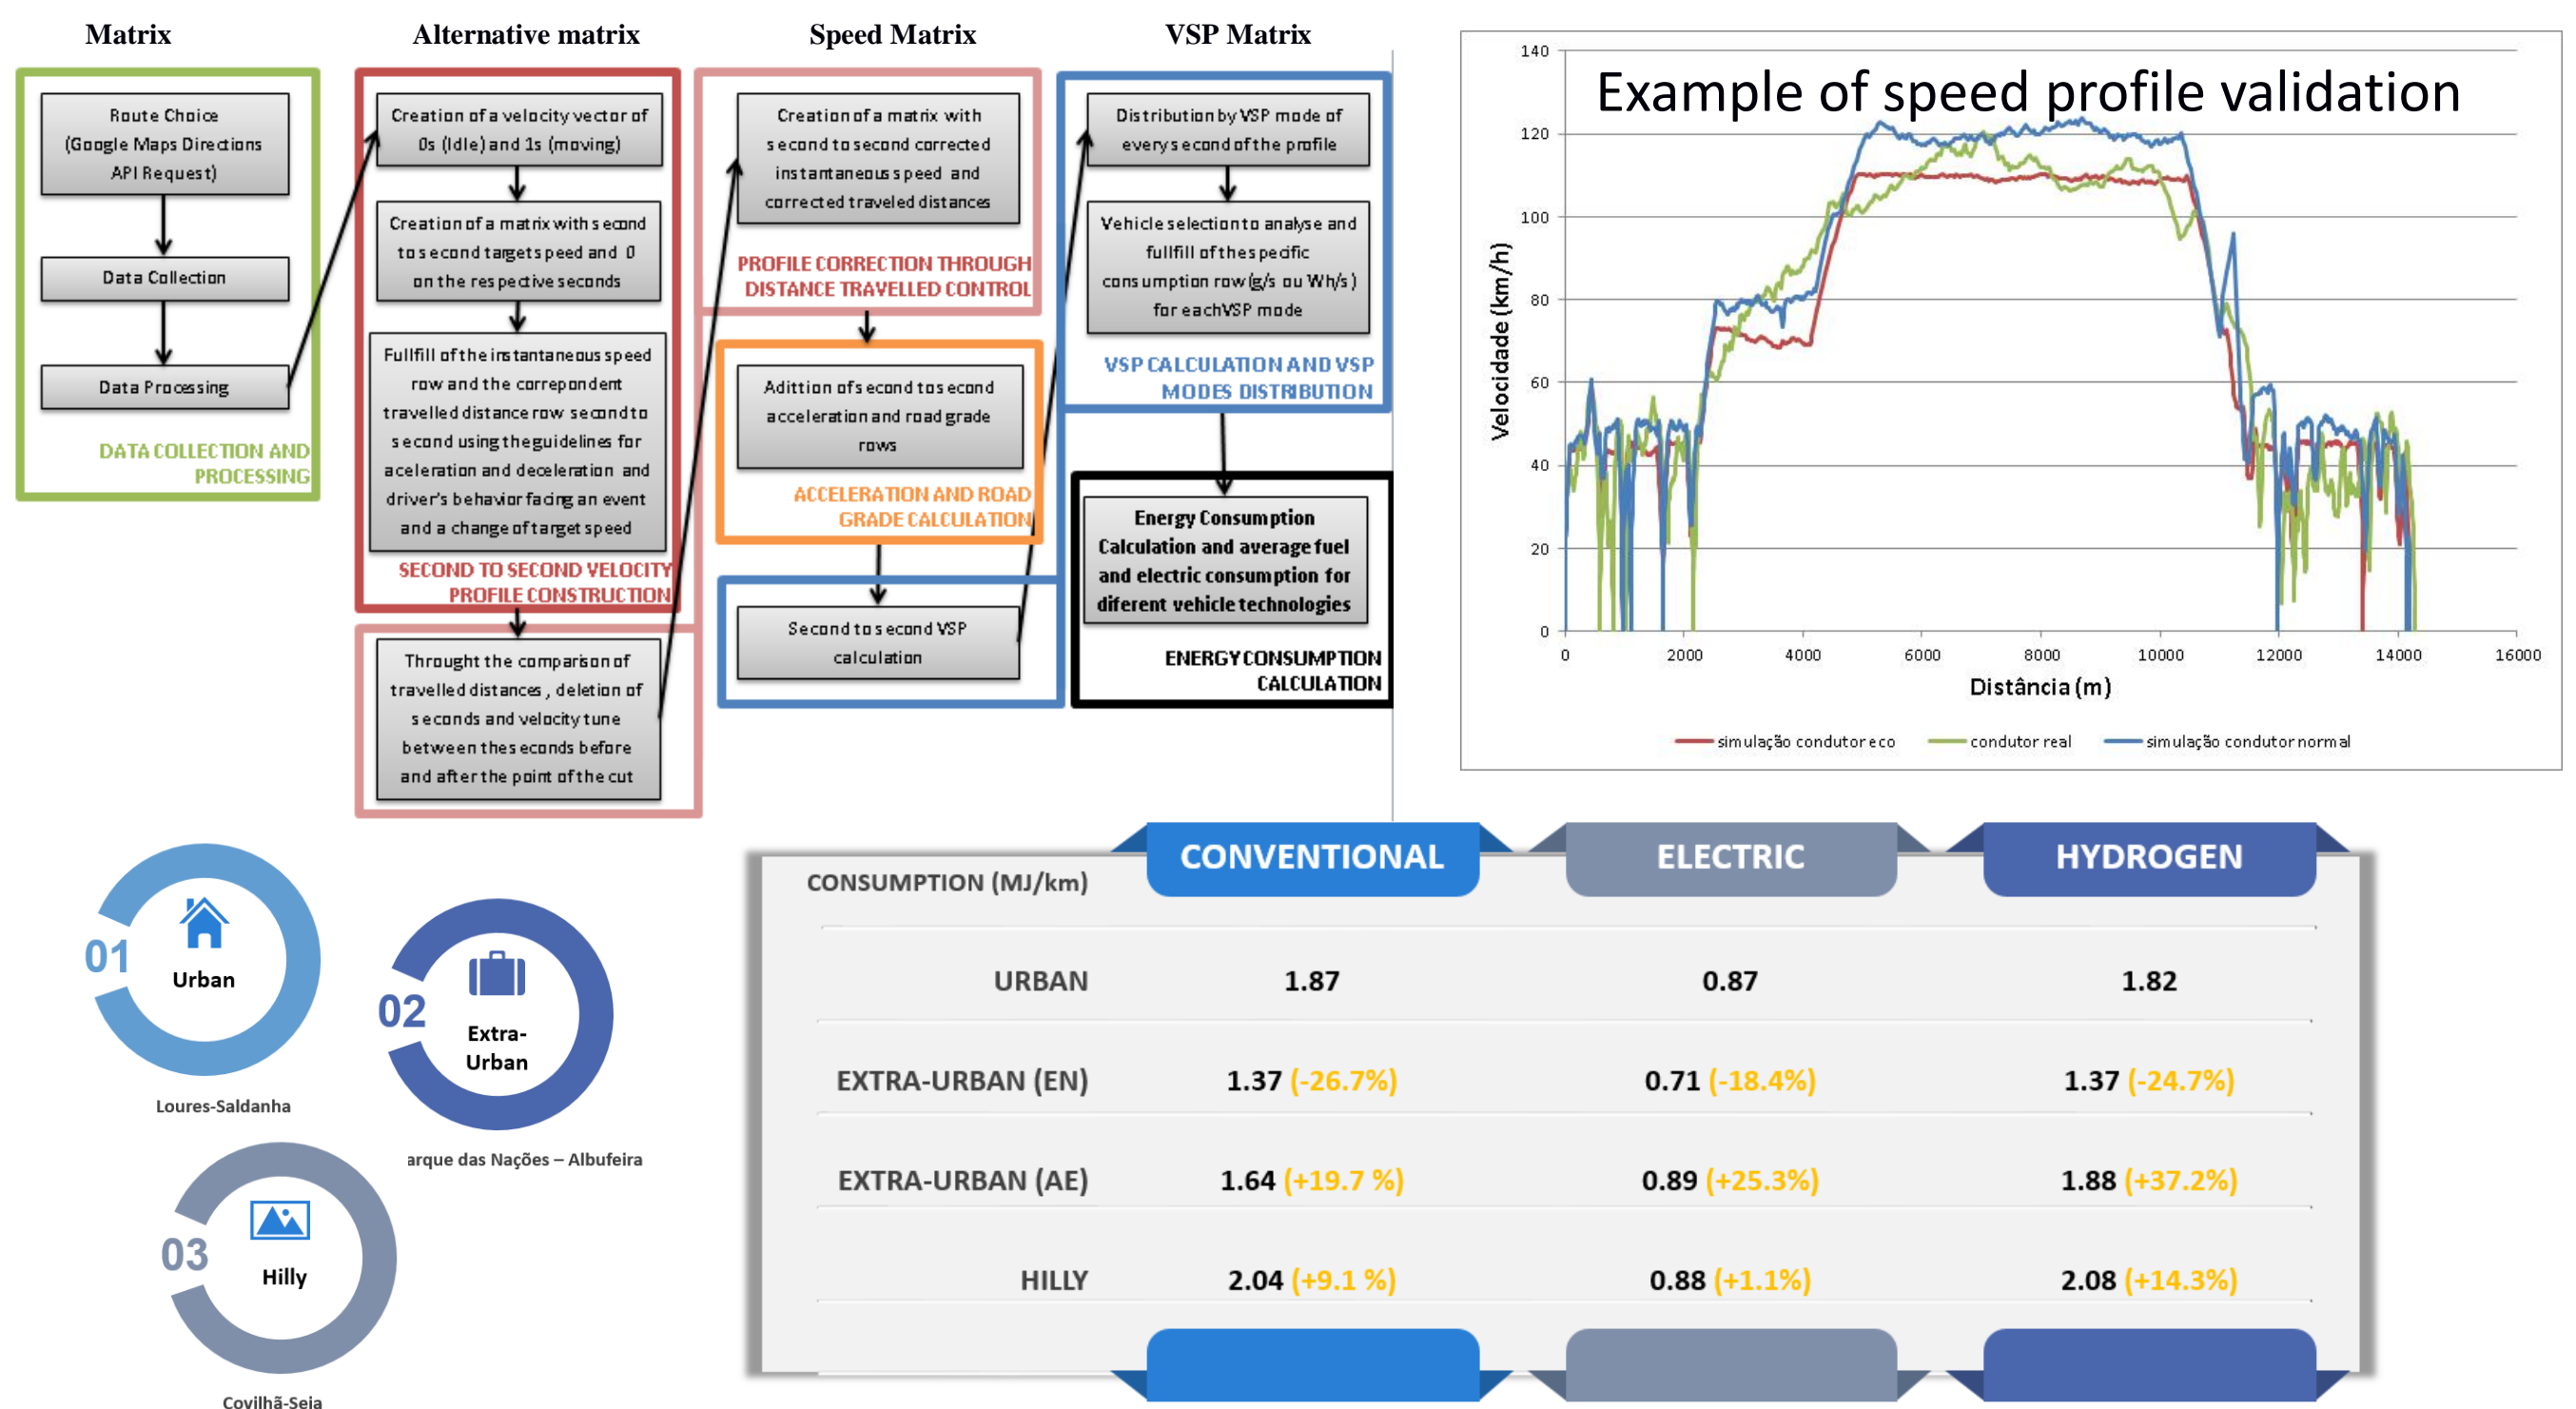 Matrix
Alternative matrix
Speed Matrix
VSP Matrix
Route Choice
(Google Maps Directions
API Request)
Data Collection
Data Processing
DATA COLLECTION AND
PROCESSING
Creation of a velocity vector of
0s (Idle) and 1s (moving)
Creation of a matrix with second
to second target speed and 0
on the respective seconds
Fullfill of the instantaneous speed
row and the correpondent
travelled distance row second to
second using the guidelines for
aceleration and deceleration and
driver's behavior facing an event
and a change of target speed
SECOND TO SECOND VELOCITY
PROFILE CONSTRUCTION
Throught the comparison of
travelled distances, deletion of
seconds and velocity tune
between the seconds before
and after the point of the cut
Creation of a matrix with
second to second corrected
instantaneous speed and
corrected traveled distances
PROFILE CORRECTION THROUGH
DISTANCE TRAVELLED CONTROL
Adittion of second to second
acceleration and road grade
rows
ACCELERATION AND ROAD
GRADE CALCULATION
Second to second VSP
calculation
Distribution by VSP mode of
every second of the profile
Vehicle selection to analyse and
fullfill of the specific
consumption row (g/s ou Wh/s)
for each VSP mode
VSP CALCULATION AND VSP
MODES DISTRIBUTION
Energy Consumption
Calculation and average fuel
and electric consumption for
diferent vehicle technologies
ENERGY CONSUMPTION
CALCULATION
Example of speed profile validation
140
120
100
80
60
40
20
0
Velocidade (km/h)
0 2000 4000 6000 8000 10000 12000 14000 16000
Distância (m)
simulação condutor eco condutor real simulação condutor normal
01
Urban
Loures-Saldanha
02
Extra-
Urban
arque das Nações – Albufeira
03
Hilly
Covilhã-Seia
CONSUMPTION (MJ/km) CONVENTIONAL ELECTRIC HYDROGEN
URBAN 1.87 0.87 1.82
EXTRA-URBAN (EN) 1.37 (-26.7%) 0.71 (-18.4%) 1.37 (-24.7%)
EXTRA-URBAN (AE) 1.64 (+19.7 %) 0.89 (+25.3%) 1.88 (+37.2%)
HILLY 2.04 (+9.1 %) 0.88 (+1.1%) 2.08 (+14.3%)